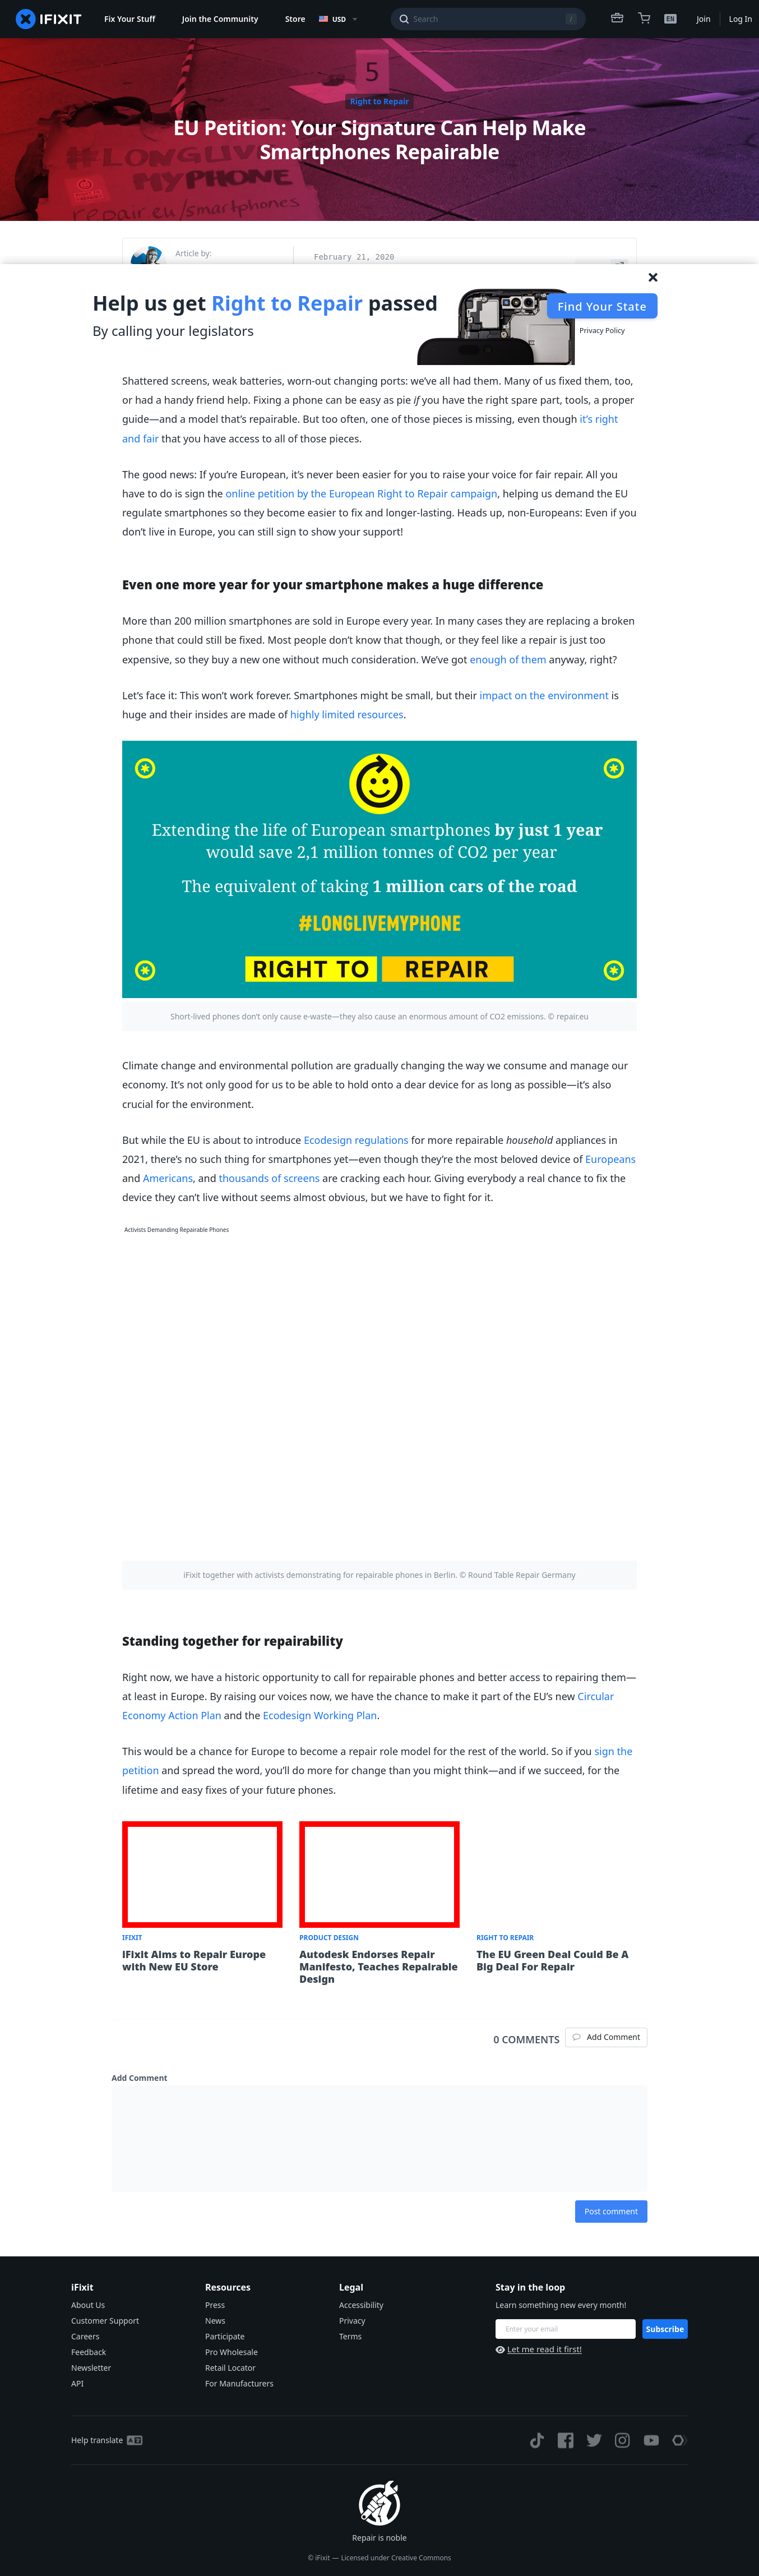 IFIXIT
Fix Your Stuff
Join the Community
Store
USD
Search
/
EN
Join
Log In
5
Right to Repair
EU Petition: Your Signature Can Help Make
Smartphones Repairable
#LONGLIVE
MYPHONE
repair.eu/smartphones
Article by:
February 21, 2020
Help us get Right to Repair passed
By calling your legislators
Find Your State
Privacy Policy
Shattered screens, weak batteries, worn-out changing ports: we’ve all had them. Many of us fixed them, too,
or had a handy friend help. Fixing a phone can be easy as pie if you have the right spare part, tools, a proper
guide—and a model that’s repairable. But too often, one of those pieces is missing, even though it’s right
and fair that you have access to all of those pieces.
The good news: If you’re European, it’s never been easier for you to raise your voice for fair repair. All you
have to do is sign the online petition by the European Right to Repair campaign, helping us demand the EU
regulate smartphones so they become easier to fix and longer-lasting. Heads up, non-Europeans: Even if you
don’t live in Europe, you can still sign to show your support!
Even one more year for your smartphone makes a huge difference
More than 200 million smartphones are sold in Europe every year. In many cases they are replacing a broken
phone that could still be fixed. Most people don’t know that though, or they feel like a repair is just too
expensive, so they buy a new one without much consideration. We’ve got enough of them anyway, right?
Let’s face it: This won’t work forever. Smartphones might be small, but their impact on the environment is
huge and their insides are made of highly limited resources.
Extending the life of European smartphones by just 1 year
would save 2,1 million tonnes of CO2 per year
The equivalent of taking 1 million cars of the road
#LONGLIVEMYPHONE
RIGHT TO REPAIR
Short-lived phones don’t only cause e-waste—they also cause an enormous amount of CO2 emissions. © repair.eu
Climate change and environmental pollution are gradually changing the way we consume and manage our
economy. It’s not only good for us to be able to hold onto a dear device for as long as possible—it’s also
crucial for the environment.
But while the EU is about to introduce Ecodesign regulations for more repairable household appliances in
2021, there’s no such thing for smartphones yet—even though they’re the most beloved device of Europeans
and Americans, and thousands of screens are cracking each hour. Giving everybody a real chance to fix the
device they can’t live without seems almost obvious, but we have to fight for it.
Activists Demanding Repairable Phones
iFixit together with activists demonstrating for repairable phones in Berlin. © Round Table Repair Germany
Standing together for repairability
Right now, we have a historic opportunity to call for repairable phones and better access to repairing them—
at least in Europe. By raising our voices now, we have the chance to make it part of the EU’s new Circular
Economy Action Plan and the Ecodesign Working Plan.
This would be a chance for Europe to become a repair role model for the rest of the world. So if you sign the
petition and spread the word, you’ll do more for change than you might think—and if we succeed, for the
lifetime and easy fixes of your future phones.
IFIXIT
iFixit Aims to Repair Europe
with New EU Store
PRODUCT DESIGN
Autodesk Endorses Repair
Manifesto, Teaches Repairable
Design
RIGHT TO REPAIR
The EU Green Deal Could Be A
Big Deal For Repair
0 COMMENTS
Add Comment
Add Comment
Post comment
iFixit
About Us
Customer Support
Careers
Feedback
Newsletter
API
Resources
Press
News
Participate
Pro Wholesale
Retail Locator
For Manufacturers
Legal
Accessibility
Privacy
Terms
Stay in the loop
Learn something new every month!
Enter your email
Subscribe
Let me read it first!
Help translate
Repair is noble
© iFixit — Licensed under Creative Commons